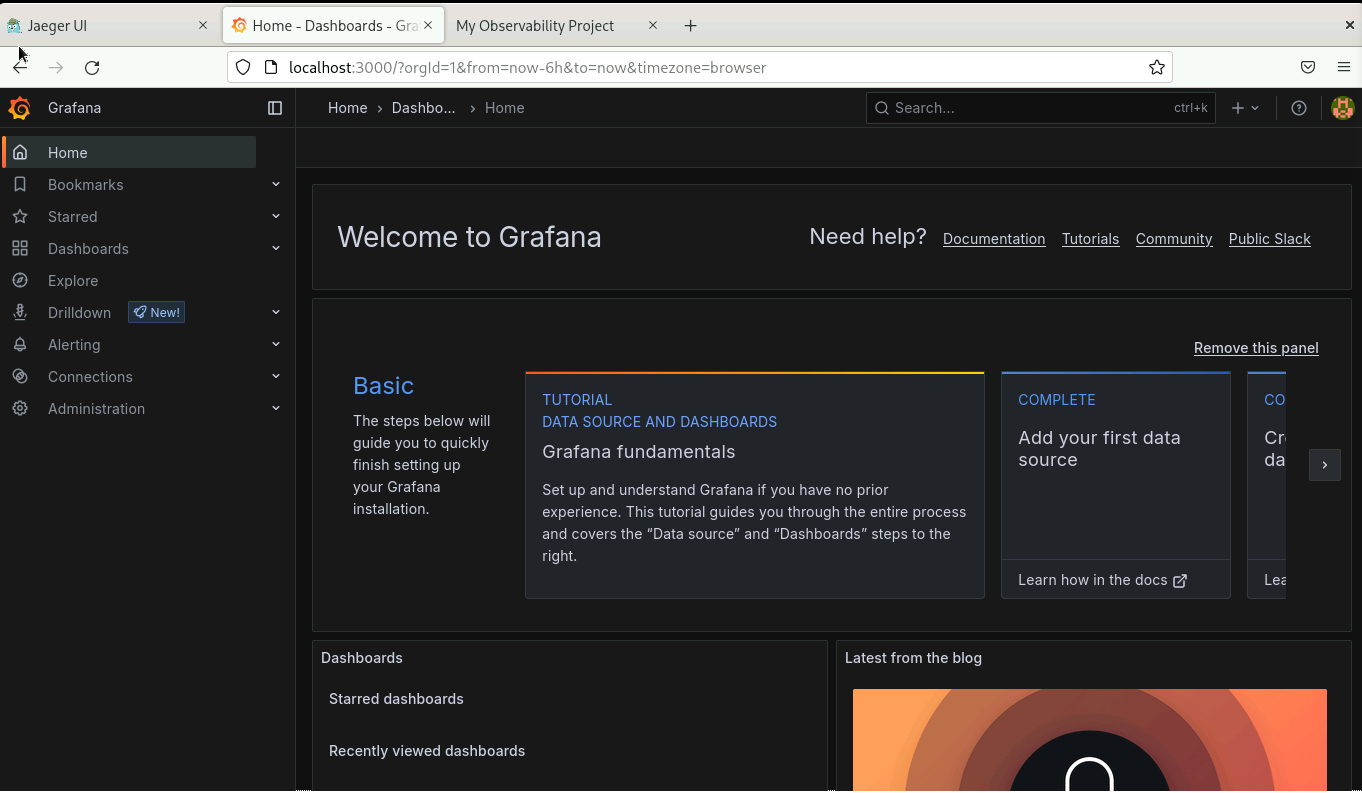 Jaeger UI
Home - Dashboards - Gra
My Observability Project
localhost:3000/?orgId=1&from=now-6h&to=now&timezone=browser
Grafana
Home › Dashbo... › Home
Search... ctrl+k
Home
Bookmarks
Starred
Dashboards
Explore
Drilldown New!
Alerting
Connections
Administration
Welcome to Grafana
Need help? Documentation Tutorials Community Public Slack
Remove this panel
Basic
The steps below will
guide you to quickly
finish setting up
your Grafana
installation.
TUTORIAL
DATA SOURCE AND DASHBOARDS
Grafana fundamentals
Set up and understand Grafana if you have no prior
experience. This tutorial guides you through the entire process
and covers the “Data source” and “Dashboards” steps to the
right.
COMPLETE
Add your first data
source
Learn how in the docs
CO
Cr
da
Lea
Dashboards
Starred dashboards
Recently viewed dashboards
Latest from the blog